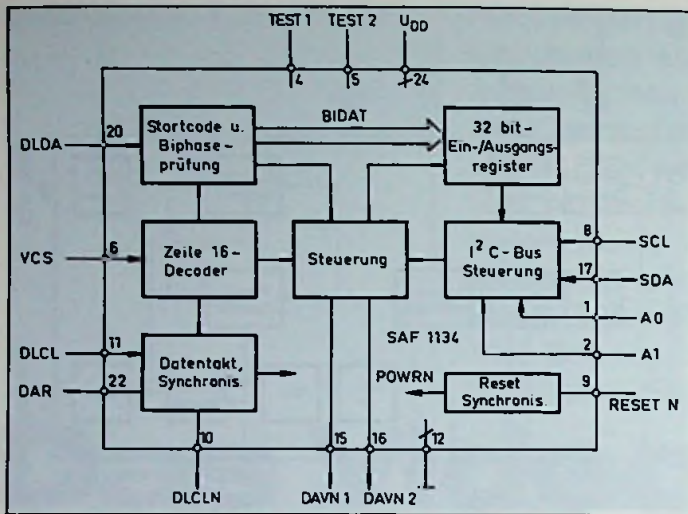 TEST 1 TEST 2 U_DD
4 5 24
DLDA 20
Startcode u.
Biphase-
prüfung
BIDAT
32 bit-
Ein-/Ausgangs-
register
VCS 6
Zeile 16-
Decoder
Steuerung
I² C-Bus
Steuerung
8 SCL
17 SDA
1 A0
2 A1
SAF 1134
DLCL 11
DAR 22
Datentakt,
Synchronis.
POWRN
Reset
Synchronis.
9 RESET N
10 15 16 12
DLCLN DAVN 1 DAVN 2